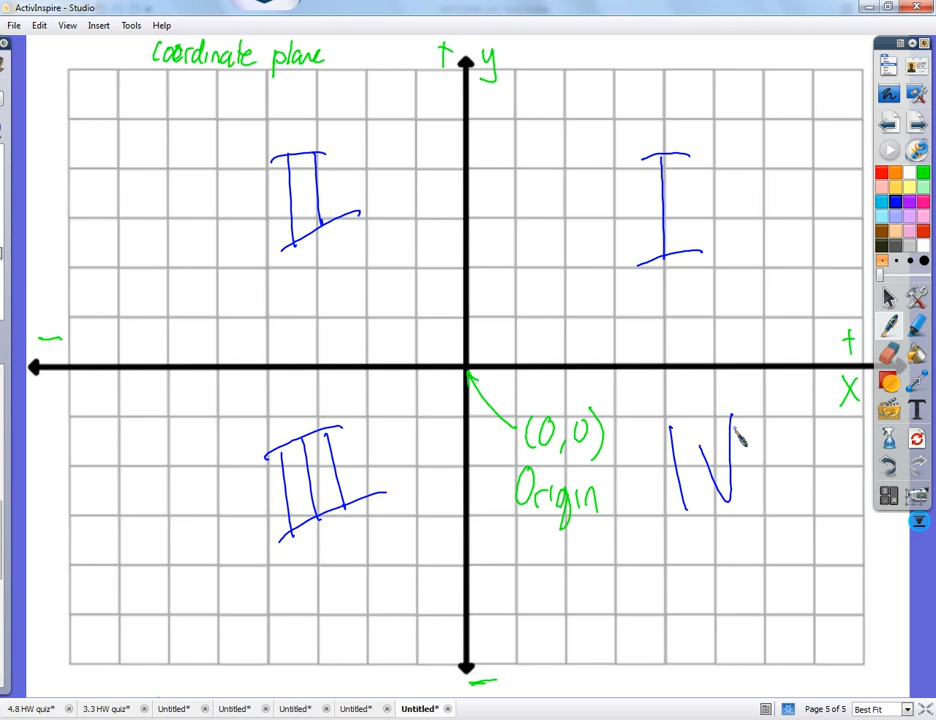 ActivInspire - Studio
File Edit View Insert Tools Help
Coordinate plane
+ y
II
I
-
+
X
(0,0)
Origin
III
IV
-
4.8 HW quiz* 3.3 HW quiz* Untitled* Untitled* Untitled* Untitled* Untitled* Page 5 of 5 Best Fit